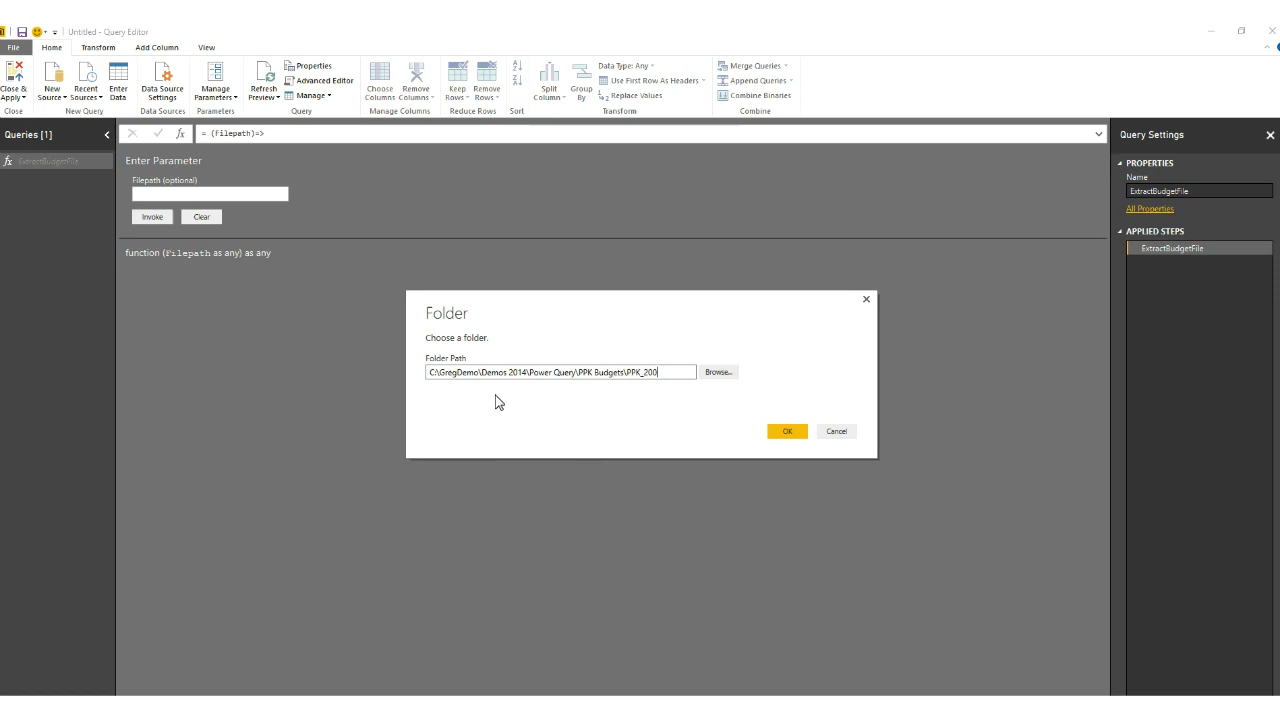 Untitled - Query Editor
File Home Transform Add Column View
Close & Apply
New Source
Recent Sources
Enter Data
Data Source Settings
Manage Parameters
Refresh Preview
Properties
Advanced Editor
Manage
Choose Columns
Remove Columns
Keep Rows
Remove Rows
Split Column
Group By
Data Type: Any
Use First Row As Headers
Replace Values
Merge Queries
Append Queries
Combine Binaries
Close New Query Data Sources Parameters Query Manage Columns Reduce Rows Sort Transform Combine
Queries [1]
fx ExtractBudgetFile
fx = (Filepath)=>
Enter Parameter
Filepath (optional)
Invoke Clear
function (Filepath as any) as any
Folder
Choose a folder.
Folder Path
C:\GregDemo\Demos 2014\Power Query\PPK Budgets\PPK_200
Browse...
OK Cancel
Query Settings
PROPERTIES
Name
ExtractBudgetFile
All Properties
APPLIED STEPS
ExtractBudgetFile